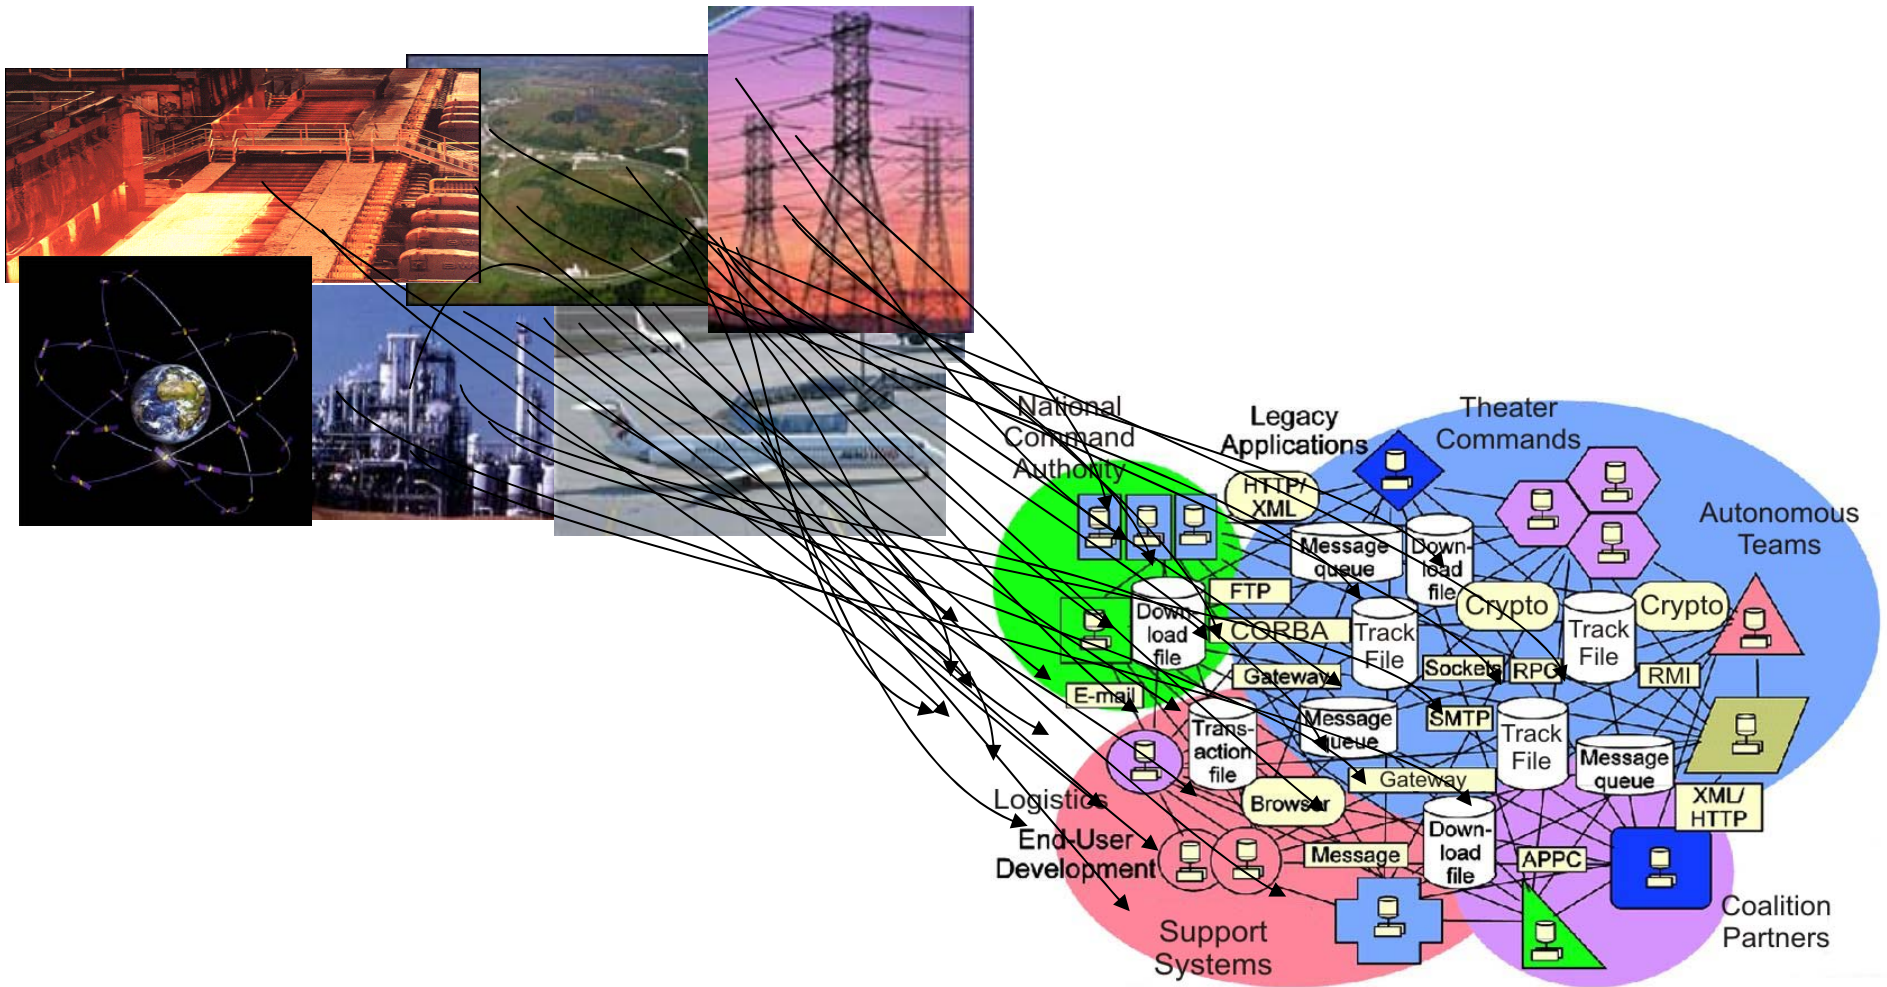 National
Command
Authority
Legacy
Applications
Theater
Commands
HTTP/
XML
Autonomous
Teams
Message
queue
Down-
load
file
FTP
Crypto
Crypto
Down-
load
file
CORBA
Track
File
Track
File
Gateway
Sockets
RPC
RMI
E-mail
Trans-
action
file
Message
queue
SMTP
Track
File
Message
queue
Gateway
Logistics
Browser
XML/
HTTP
End-User
Development
Down-
load
file
Message
APPC
Coalition
Partners
Support
Systems